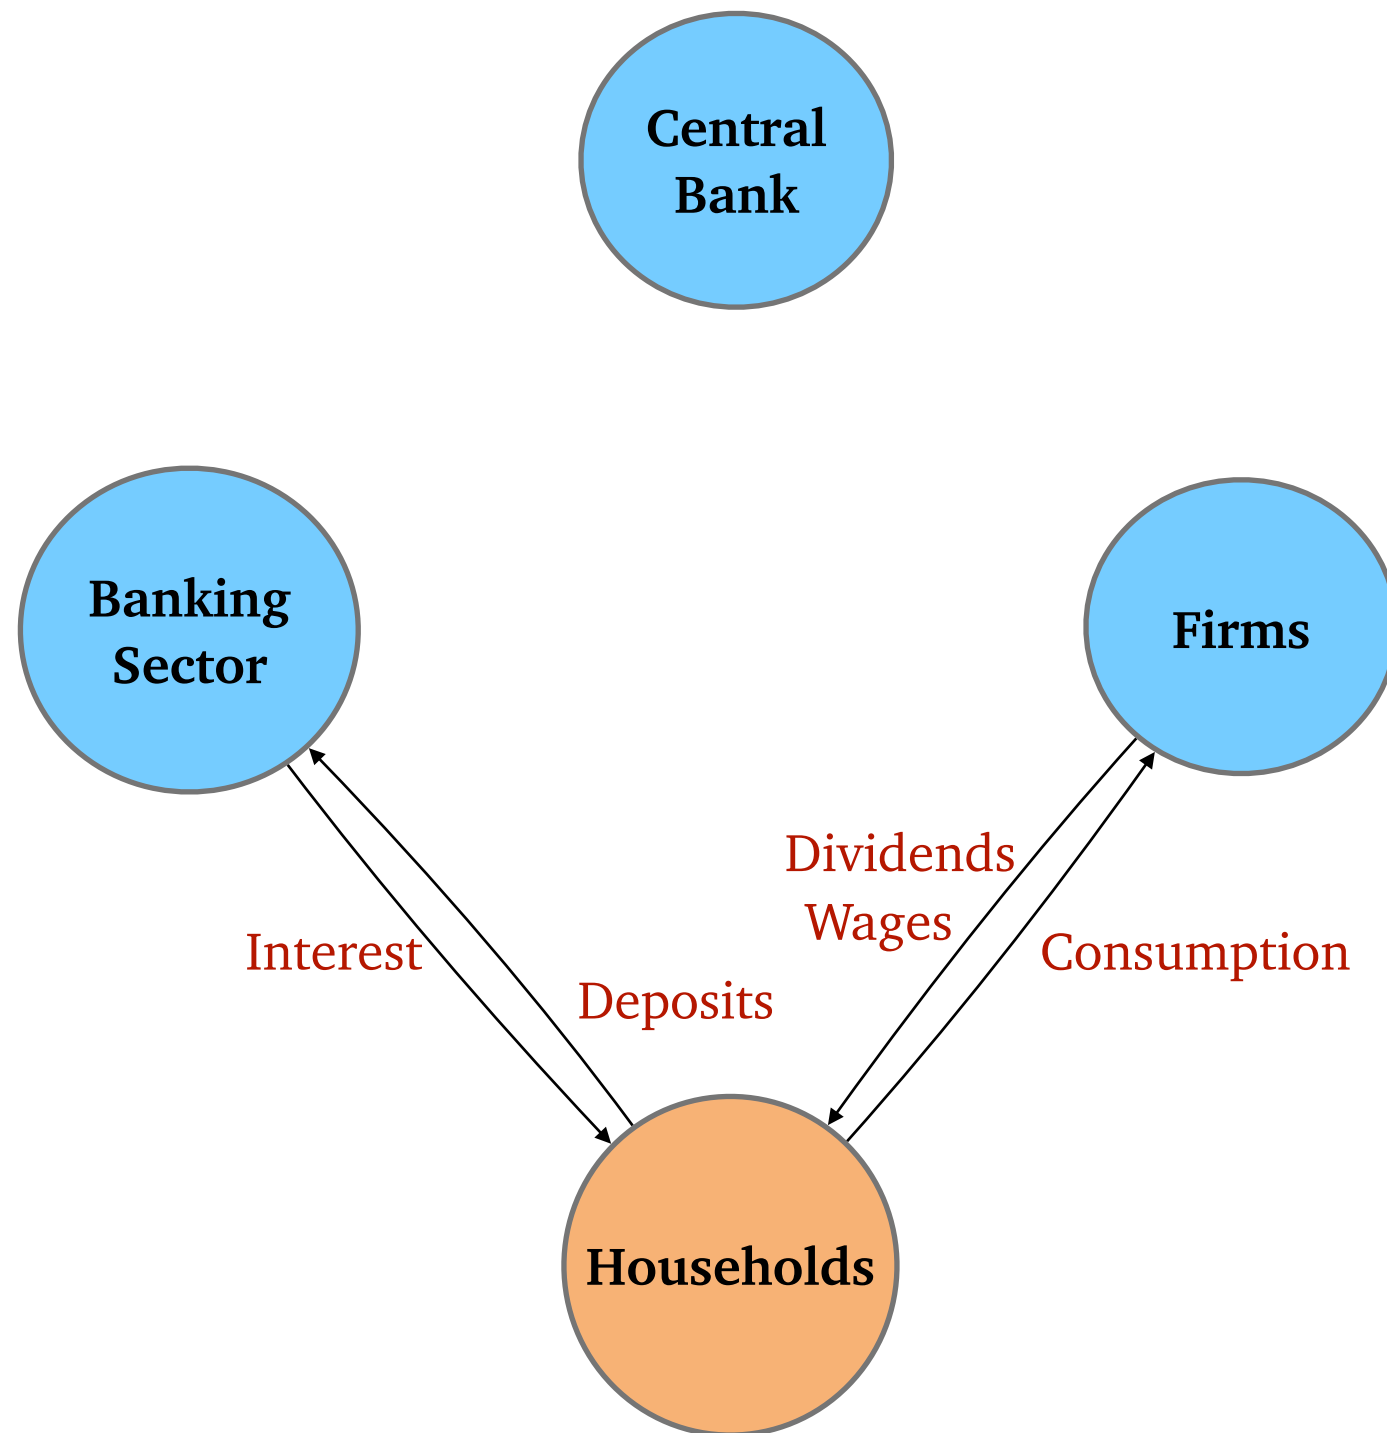 Central
Bank
Banking
Sector
Firms
Dividends
Wages
Interest
Consumption
Deposits
Households